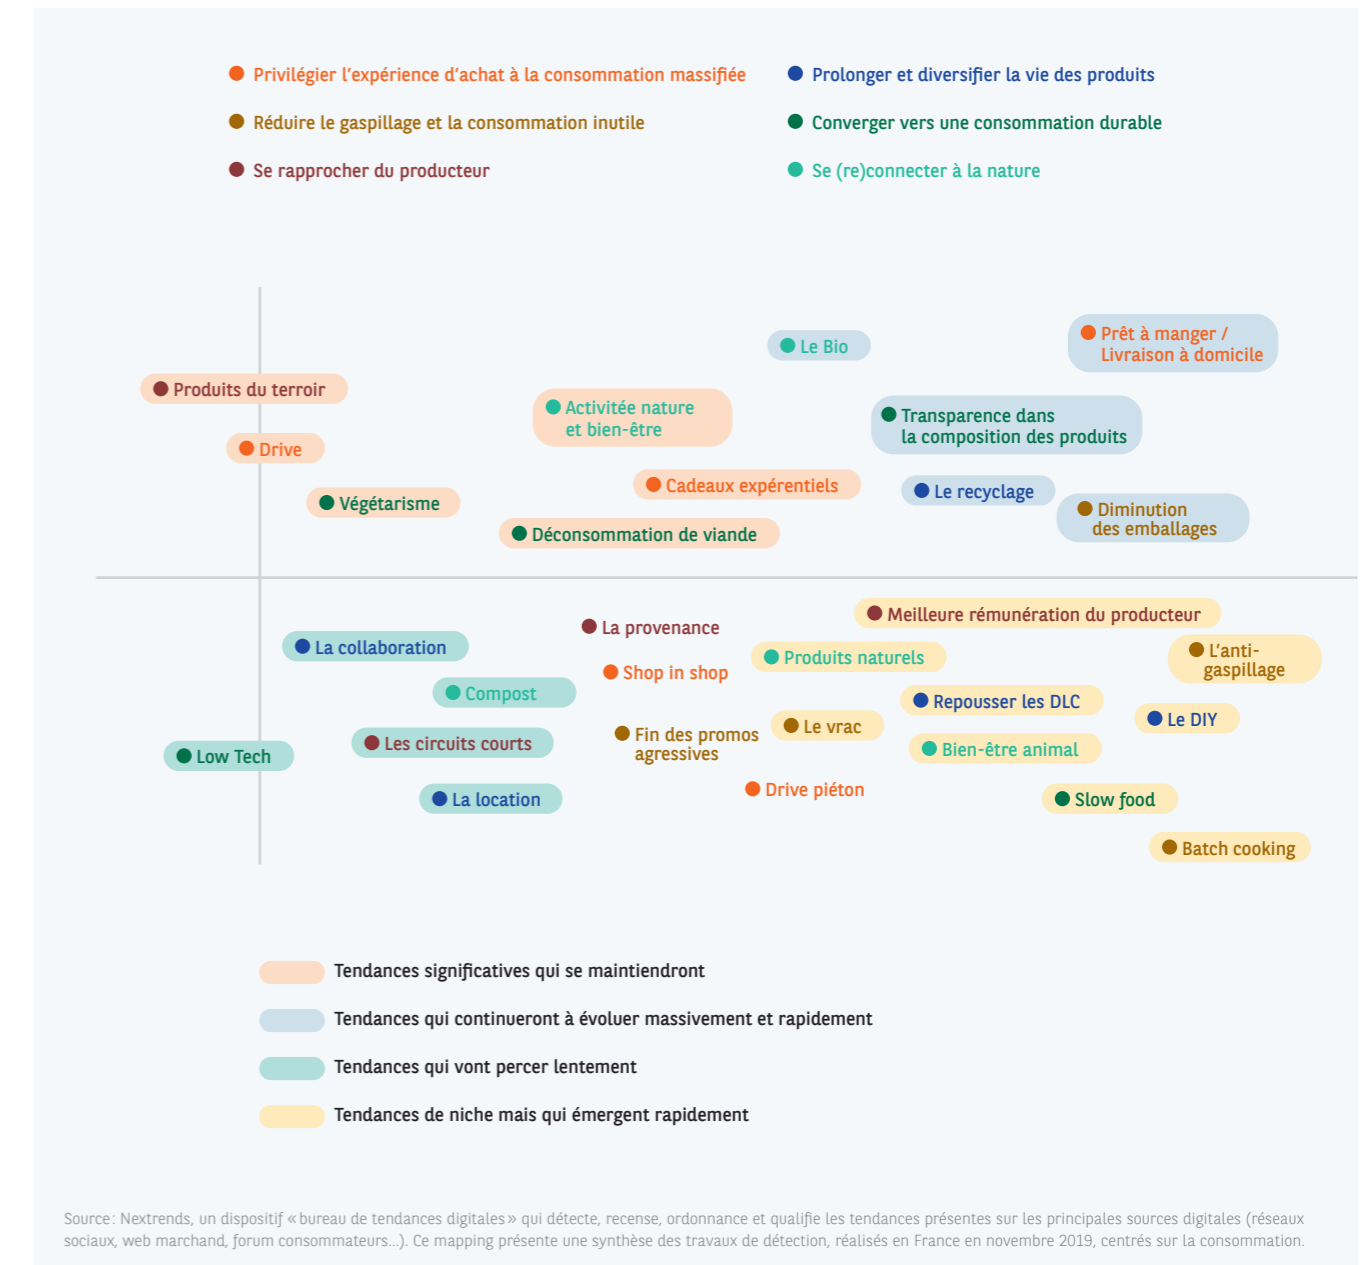 Privilégier l’expérience d’achat à la consommation massifiée
Prolonger et diversifier la vie des produits
Réduire le gaspillage et la consommation inutile
Converger vers une consommation durable
Se rapprocher du producteur
Se (re)connecter à la nature
Prêt à manger /
Livraison à domicile
Le Bio
Produits du terroir
Activitée nature
et bien-être
Transparence dans
la composition des produits
Drive
Cadeaux expérentiels
Le recyclage
Végétarisme
Diminution
des emballages
Déconsommation de viande
Meilleure rémunération du producteur
La provenance
La collaboration
Produits naturels
L’anti-
gaspillage
Shop in shop
Compost
Repousser les DLC
Le DIY
Le vrac
Fin des promos
agressives
Les circuits courts
Bien-être animal
Low Tech
Drive piéton
La location
Slow food
Batch cooking
Tendances significatives qui se maintiendront
Tendances qui continueront à évoluer massivement et rapidement
Tendances qui vont percer lentement
Tendances de niche mais qui émergent rapidement
Source : Nextrends, un dispositif « bureau de tendances digitales » qui détecte, recense, ordonnance et qualifie les tendances présentes sur les principales sources digitales (réseaux
sociaux, web marchand, forum consommateurs...). Ce mapping présente une synthèse des travaux de détection, réalisés en France en novembre 2019, centrés sur la consommation.